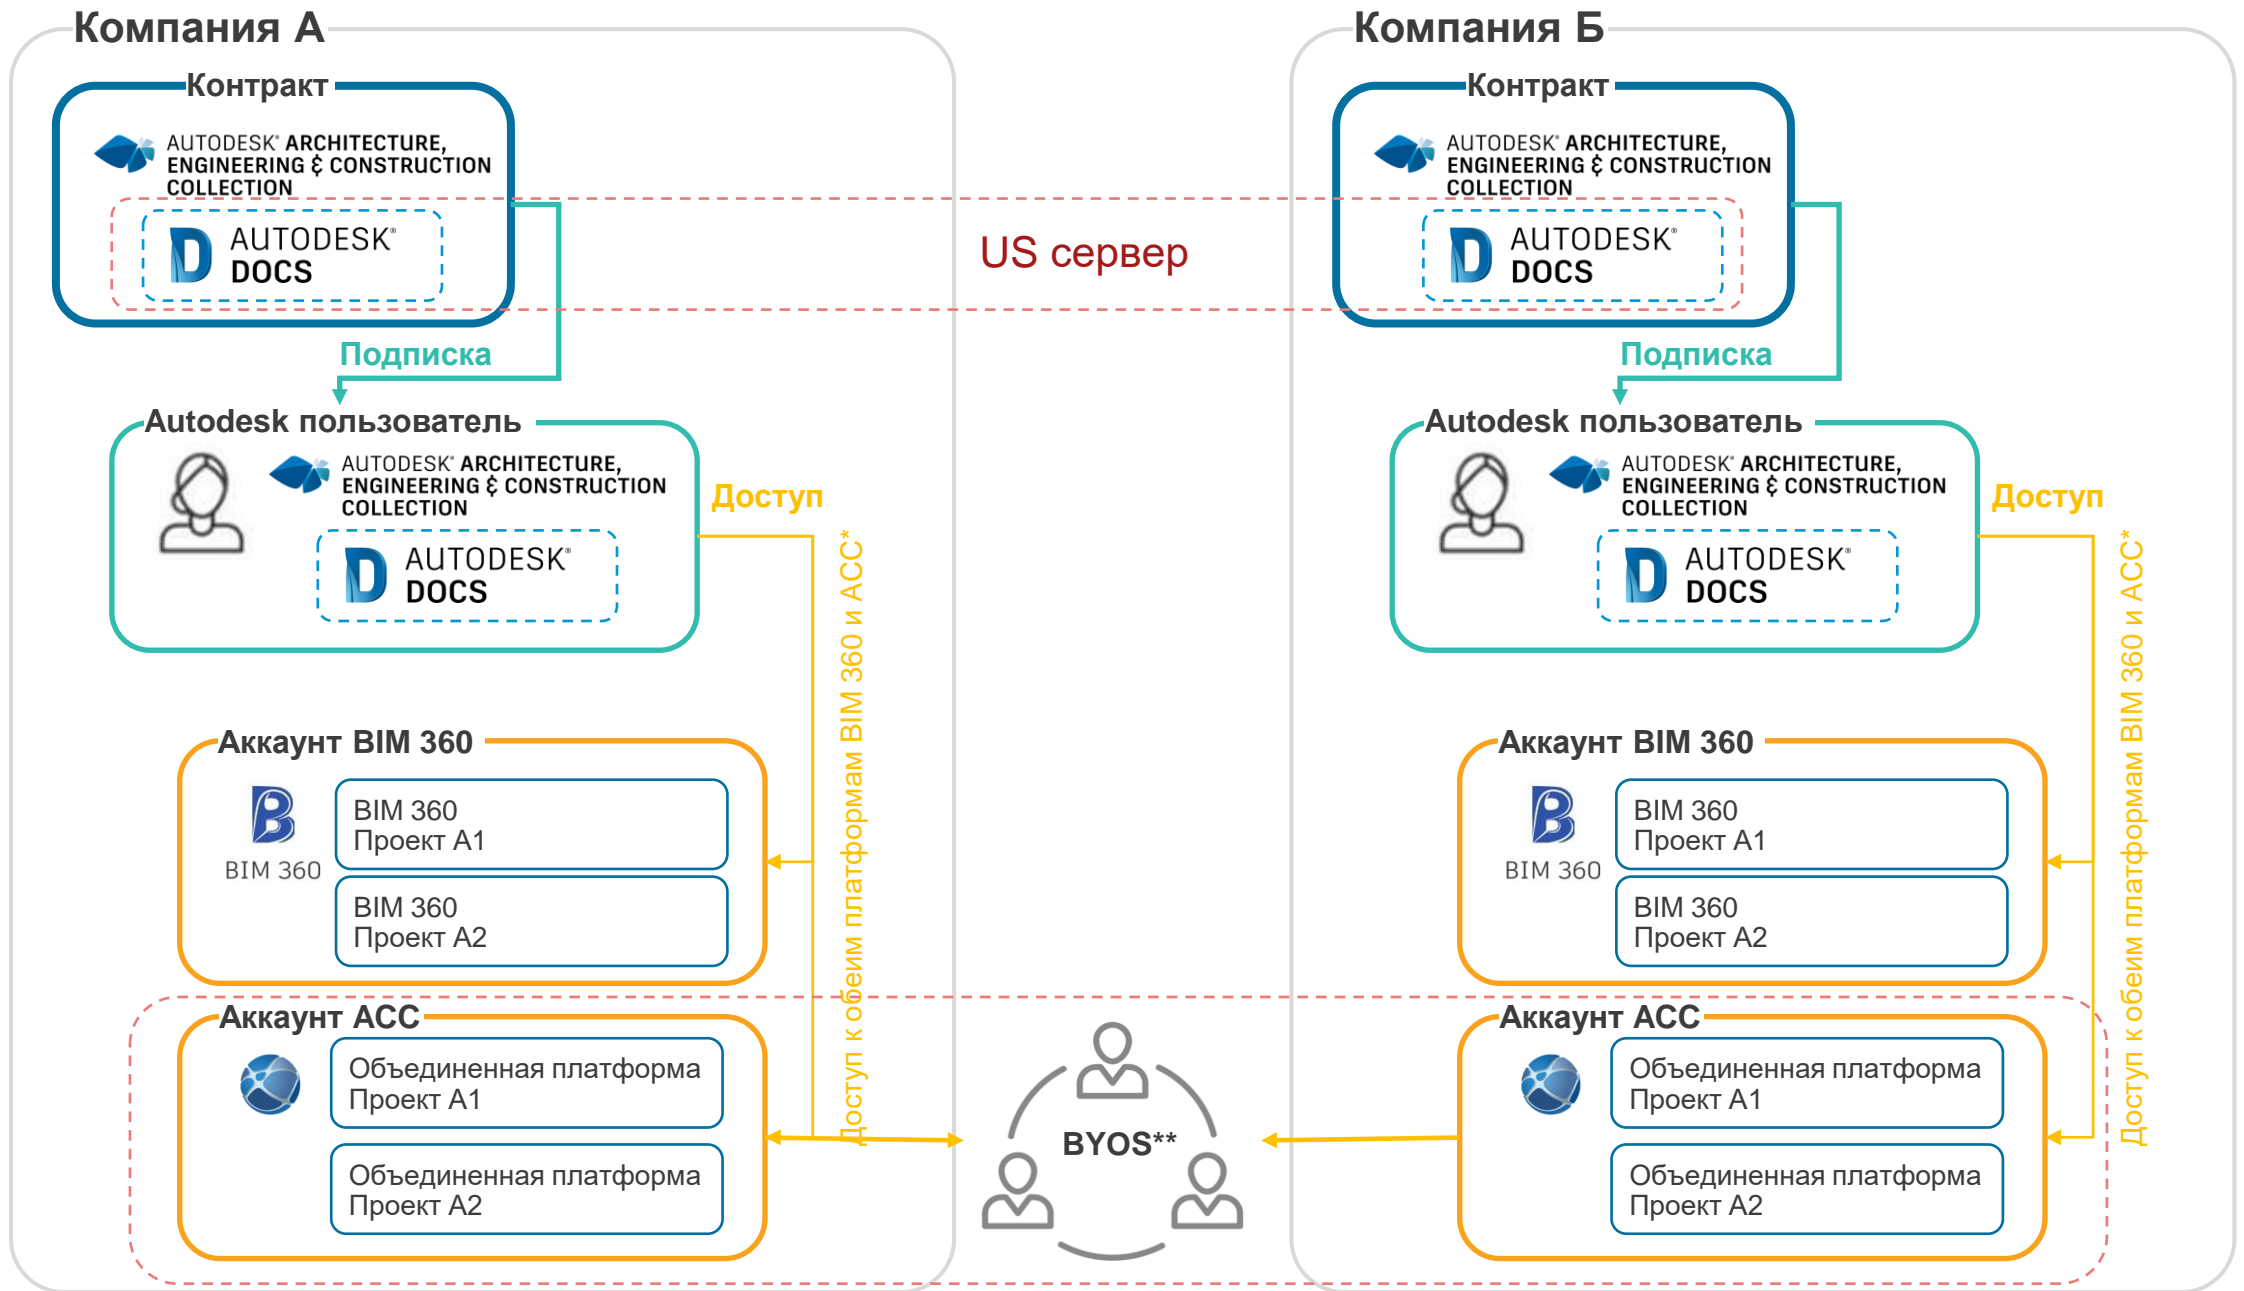 Компания А
Контракт
AUTODESK® ARCHITECTURE,
ENGINEERING & CONSTRUCTION
COLLECTION
AUTODESK®
DOCS
Подписка
Autodesk пользователь
AUTODESK® ARCHITECTURE,
ENGINEERING & CONSTRUCTION
COLLECTION
AUTODESK®
DOCS
Доступ
Доступ к обеим платформам BIM 360 и ACC*
Аккаунт BIM 360
BIM 360
BIM 360
Проект А1
BIM 360
Проект А2
Аккаунт ACC
Объединенная платформа
Проект А1
Объединенная платформа
Проект А2
US сервер
BYOS**
Компания Б
Контракт
AUTODESK® ARCHITECTURE,
ENGINEERING & CONSTRUCTION
COLLECTION
AUTODESK®
DOCS
Подписка
Autodesk пользователь
AUTODESK® ARCHITECTURE,
ENGINEERING & CONSTRUCTION
COLLECTION
AUTODESK®
DOCS
Доступ
Доступ к обеим платформам BIM 360 и ACC*
Аккаунт BIM 360
BIM 360
BIM 360
Проект А1
BIM 360
Проект А2
Аккаунт ACC
Объединенная платформа
Проект А1
Объединенная платформа
Проект А2